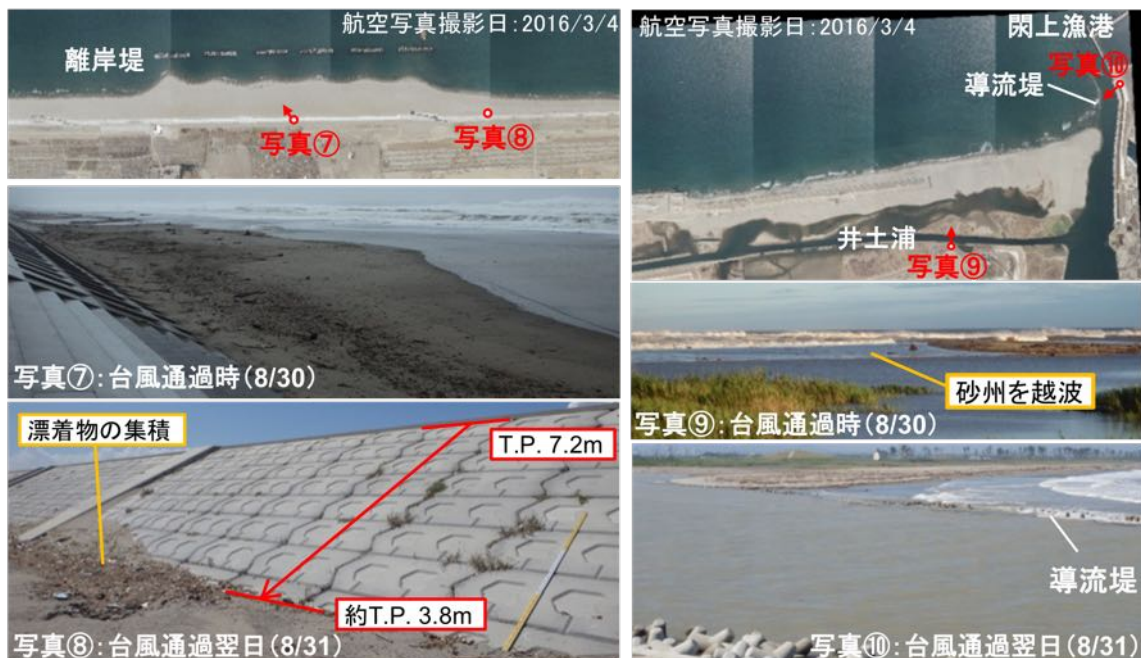 航空写真撮影日:2016/3/4
離岸堤
写真⑦
写真⑧
写真⑦:台風通過時(8/30)
漂着物の集積
T.P. 7.2m
約T.P. 3.8m
写真⑧:台風通過翌日(8/31)
航空写真撮影日:2016/3/4
閖上漁港
写真⑩
導流堤
井土浦
写真⑨
砂州を越波
写真⑨:台風通過時(8/30)
導流堤
写真⑩:台風通過翌日(8/31)